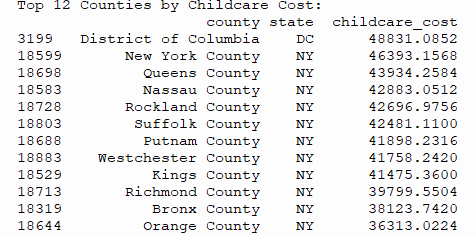 Top 12 Counties by Childcare Cost:
county state childcare_cost
3199 District of Columbia DC 48831.0852
18599 New York County NY 46393.1568
18698 Queens County NY 43934.2584
18583 Nassau County NY 42883.0512
18728 Rockland County NY 42696.9756
18803 Suffolk County NY 42481.1100
18688 Putnam County NY 41898.2316
18883 Westchester County NY 41758.2420
18529 Kings County NY 41475.3600
18713 Richmond County NY 39799.5504
18319 Bronx County NY 38123.7420
18644 Orange County NY 36313.0224